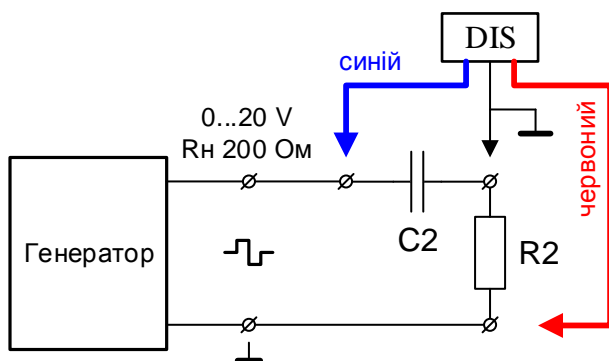 DIS
синій
червоний
0...20 V
Rн 200 Ом
Генератор
C2
R2